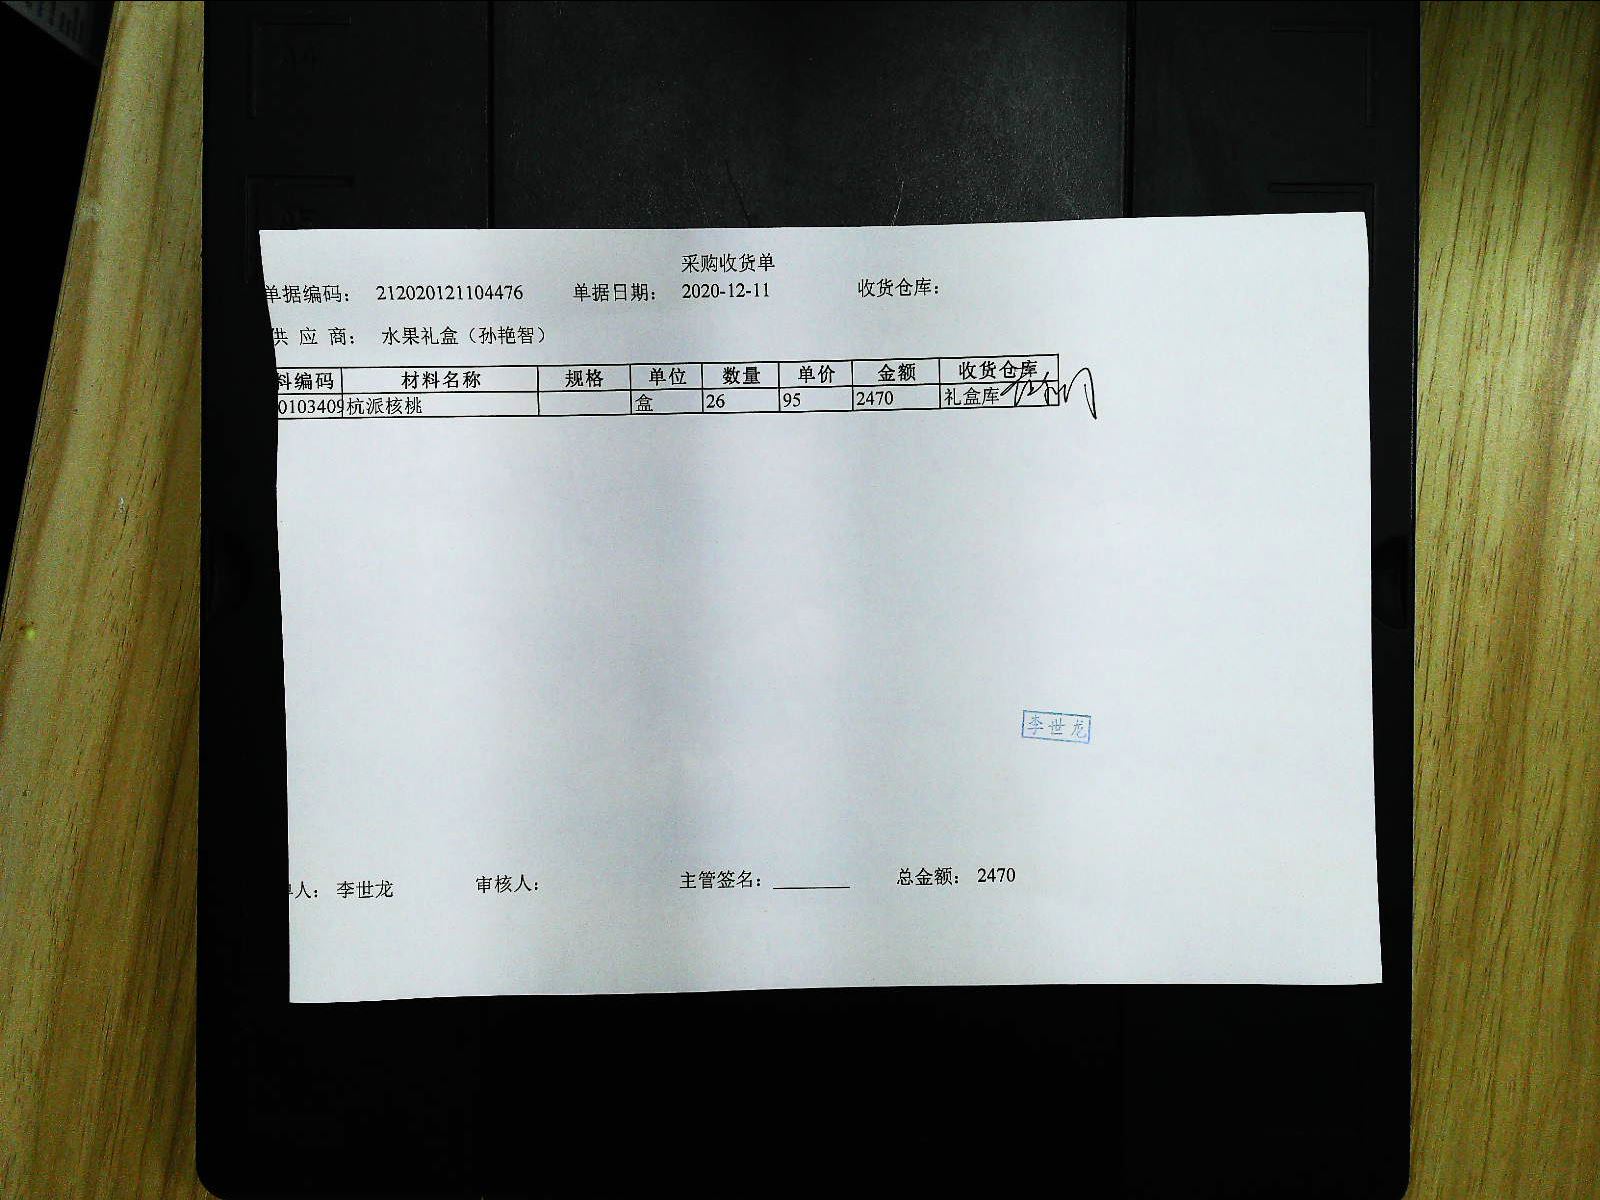 采购收货单
单据编码： 212020121104476 单据日期： 2020-12-11 收货仓库：
供 应 商： 水果礼盒（孙艳智）
料编码 材料名称 规格 单位 数量 单价 金额 收货仓库
0103409 杭派核桃 盒 26 95 2470 礼盒库
李世龙
单人： 李世龙 审核人： 主管签名：________ 总金额： 2470